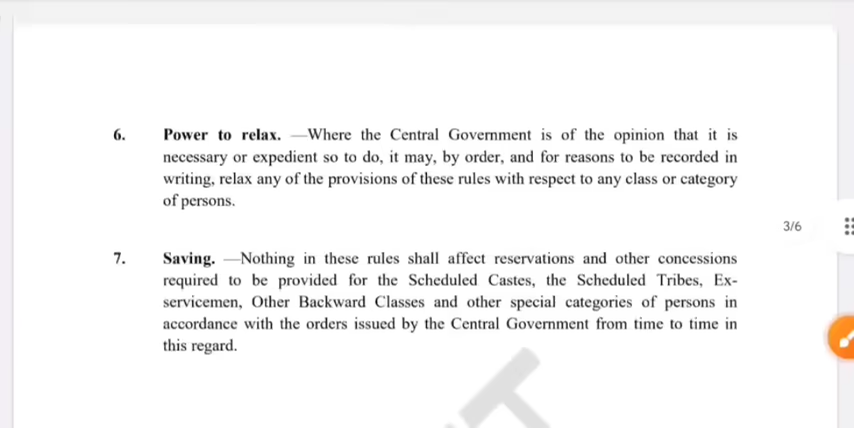 6. Power to relax. —Where the Central Government is of the opinion that it is
necessary or expedient so to do, it may, by order, and for reasons to be recorded in
writing, relax any of the provisions of these rules with respect to any class or category
of persons.
3/6
7. Saving. —Nothing in these rules shall affect reservations and other concessions
required to be provided for the Scheduled Castes, the Scheduled Tribes, Ex-
servicemen, Other Backward Classes and other special categories of persons in
accordance with the orders issued by the Central Government from time to time in
this regard.